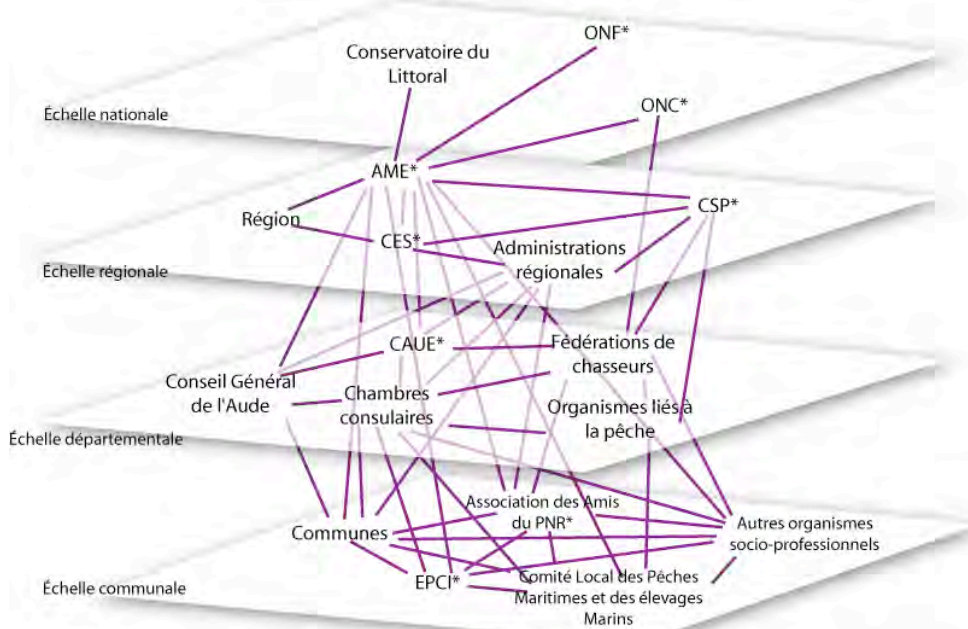 ONF*
Conservatoire du
Littoral
ONC*
Échelle nationale
AME*
CSP*
Région
CES*
Administrations
régionales
Échelle régionale
CAUE*
Fédérations de
chasseurs
Conseil Général
de l'Aude
Chambres
consulaires
Organismes liés à
la pêche
Échelle départementale
Association des Amis
du PNR*
Communes
Autres organismes
socio-professionnels
EPCI*
Comité Local des Pêches
Maritimes et des élevages
Marins
Échelle communale